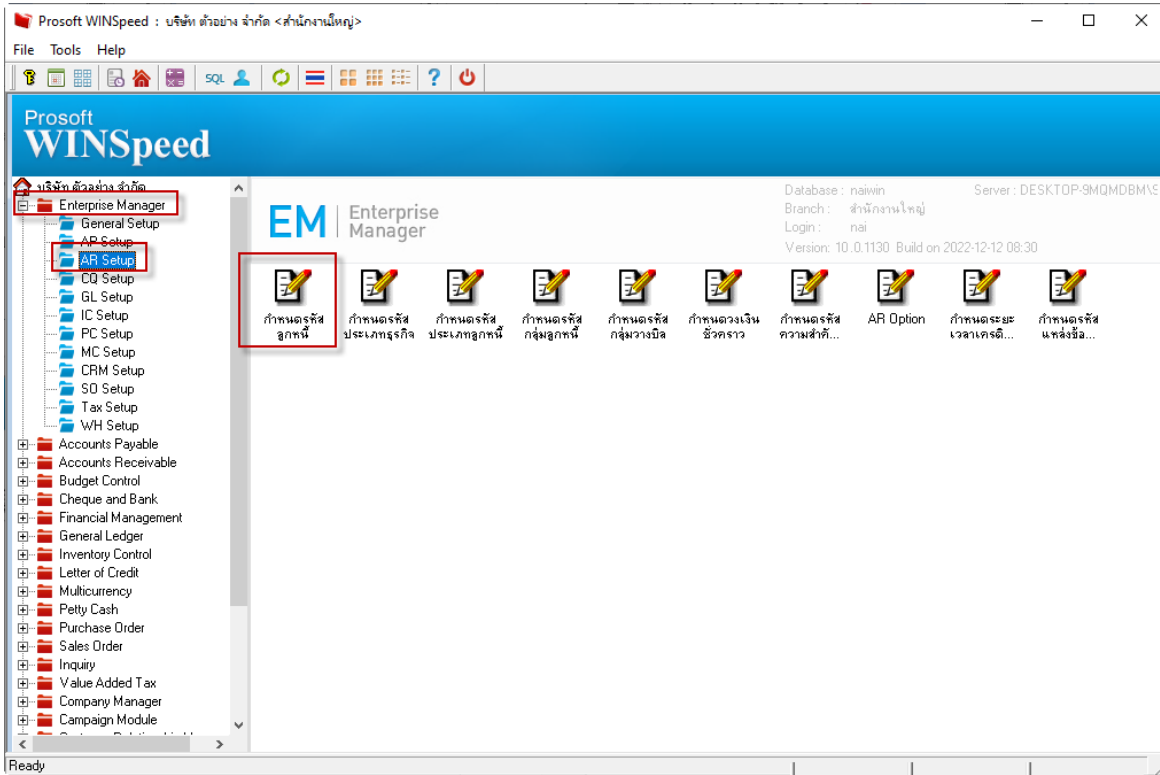 Prosoft WINSpeed : บริษัท ตัวอย่าง จำกัด <สำนักงานใหญ่>
File Tools Help
SQL
?
Prosoft
WINSpeed
บริษัท ตัวอย่าง จำกัด
Enterprise Manager
General Setup
AP Setup
AR Setup
CQ Setup
GL Setup
IC Setup
PC Setup
MC Setup
CRM Setup
SO Setup
Tax Setup
WH Setup
Accounts Payable
Accounts Receivable
Budget Control
Cheque and Bank
Financial Management
General Ledger
Inventory Control
Letter of Credit
Multicurrency
Petty Cash
Purchase Order
Sales Order
Inquiry
Value Added Tax
Company Manager
Campaign Module
EM Enterprise
Manager
Database : naiwin Server : DESKTOP-9MQMDBM\S
Branch : สำนักงานใหญ่
Login : nai
Version: 10.0.1130 Build on 2022-12-12 08:30
กำหนดรหัส
ลูกหนี้
กำหนดรหัส
ประเภทธุรกิจ
กำหนดรหัส
ประเภทลูกหนี้
กำหนดรหัส
กลุ่มลูกหนี้
กำหนดรหัส
กลุ่มวางบิล
กำหนดวงเงิน
ชั่วคราว
กำหนดรหัส
ความสำคั...
AR Option
กำหนดระยะ
เวลาเครดิ...
กำหนดรหัส
แหล่งข้อ...
Ready